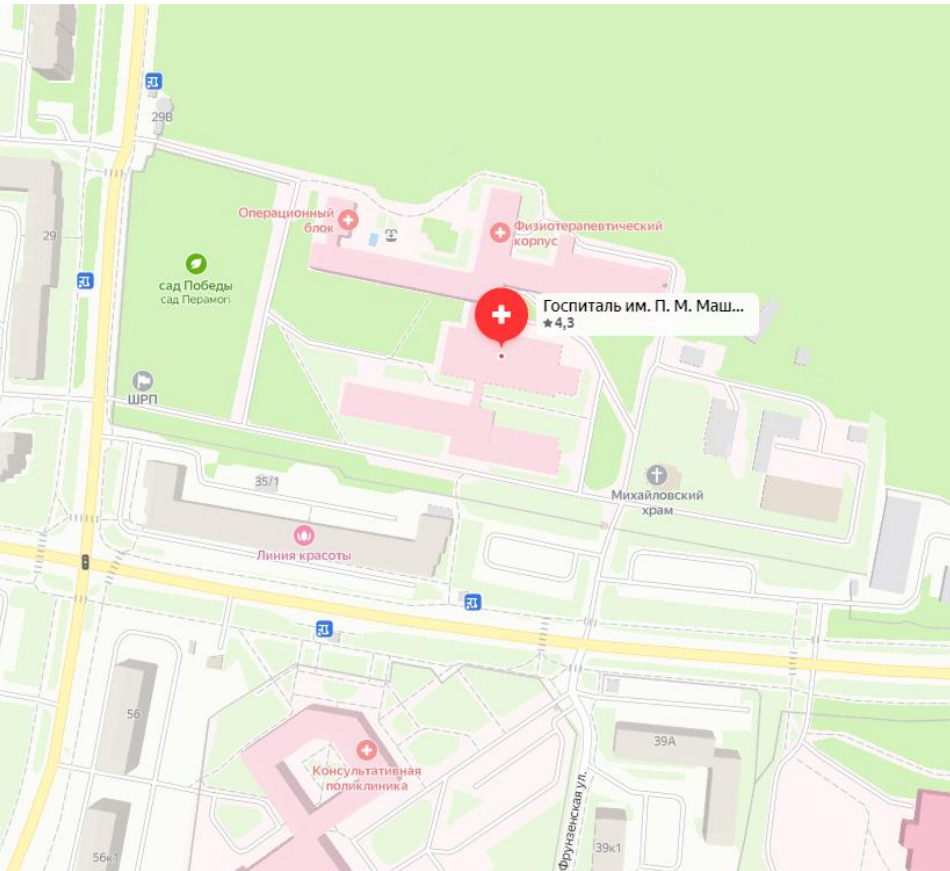 29В
Операционный
блок
Физиотерапевтический
корпус
29
сад Победы
сад Перамогі
Госпиталь им. П. М. Маш...
4,3
ШРП
35/1
Михайловский
храм
Линия красоты
56
39А
Консультативная
поликлиника
Фрунзенская ул.
56к1
39к1